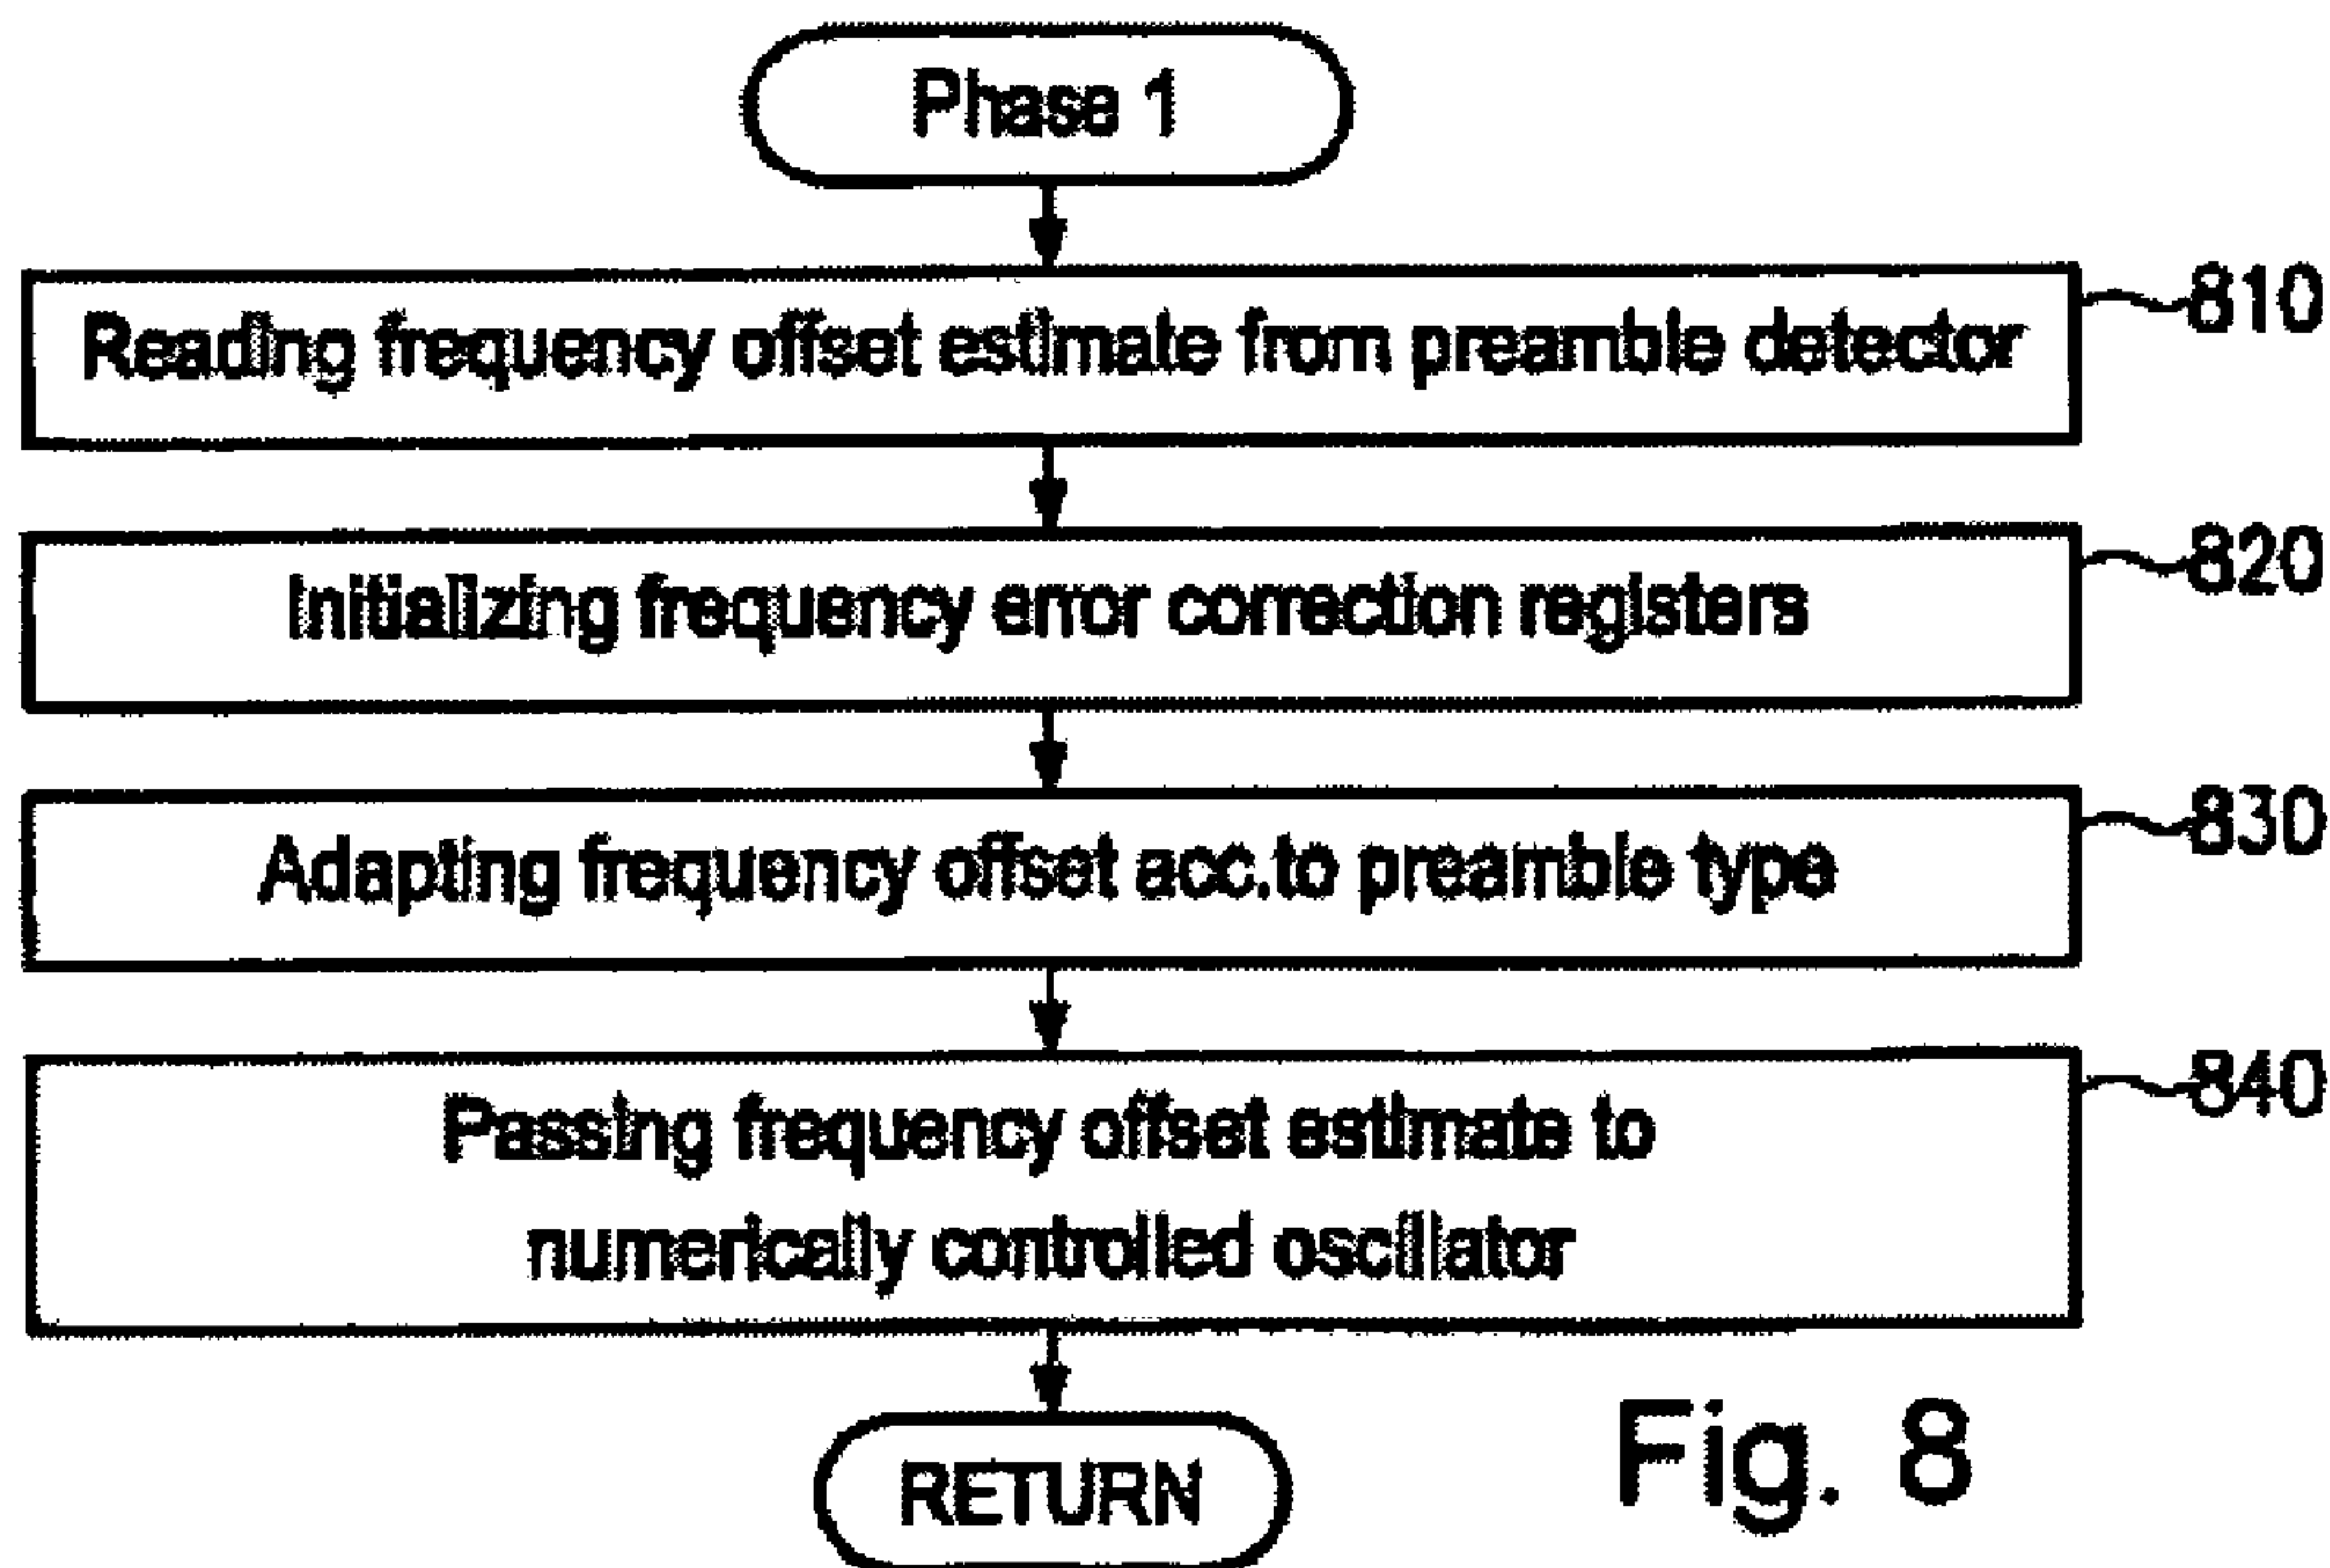 Phase 1
Reading frequency offset estimate from preamble detector
810
Initializing frequency error correction registers
820
Adapting frequency offset acc.to preamble type
830
Passing frequency offset estimate to
numerically controlled oscillator
840
RETURN
Fig. 8